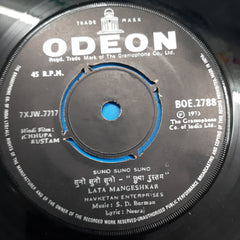 TRADE MARK
ODEON
Regd. Trade Mark of The Gramophone Co. Ltd.
45 R.P.M.
BOE.2788
7XJW.7717
℗ 1973
The Gramophone
Co. of India Ltd.
Hindi Film:
CHHUPA
RUSTAM
SUNO SUNO SUNO
सुनो सुनो सुनो - "छुपा रुस्तम"
LATA MANGESHKAR
NAVKETAN ENTERPRISES
Music: S. D. Burman
Lyric: Neeraj